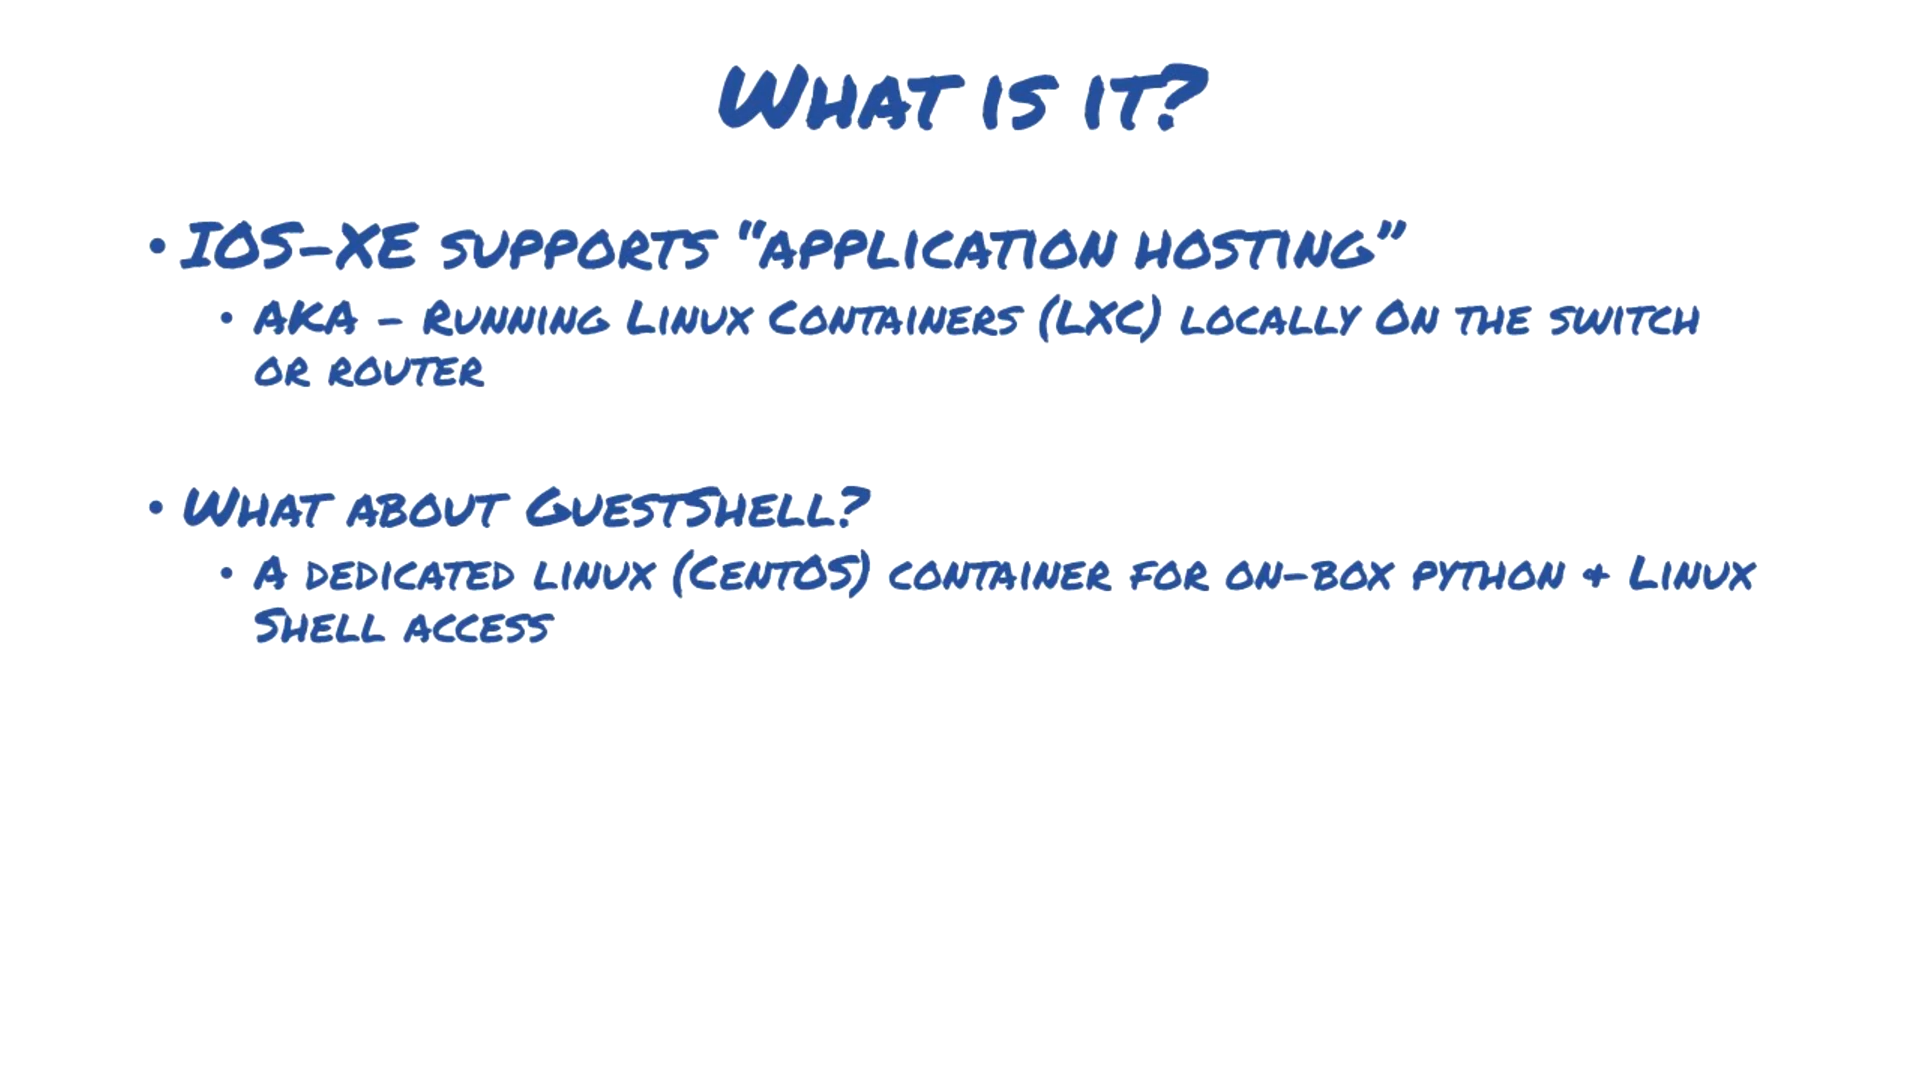 What is it?
• IOS-XE supports “application hosting”
• AKA – Running Linux Containers (LXC) locally On the switch
or router
• What about GuestShell?
• A dedicated linux (CentOS) container for on-box python & Linux
Shell access